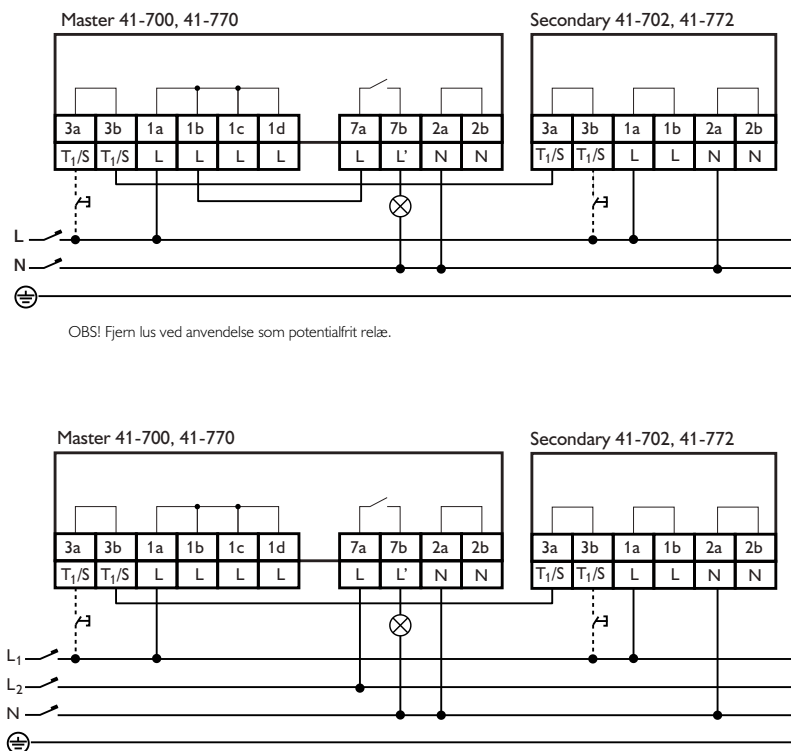 Master 41-700, 41-770
Secondary 41-702, 41-772
3a 3b 1a 1b 1c 1d 7a 7b 2a 2b 3a 3b 1a 1b 2a 2b
T₁/S T₁/S L L L L L L' N N T₁/S T₁/S L L N N
L
N
OBS! Fjern lus ved anvendelse som potentialfrit relæ.
Master 41-700, 41-770
Secondary 41-702, 41-772
3a 3b 1a 1b 1c 1d 7a 7b 2a 2b 3a 3b 1a 1b 2a 2b
T₁/S T₁/S L L L L L L' N N T₁/S T₁/S L L N N
L₁
L₂
N